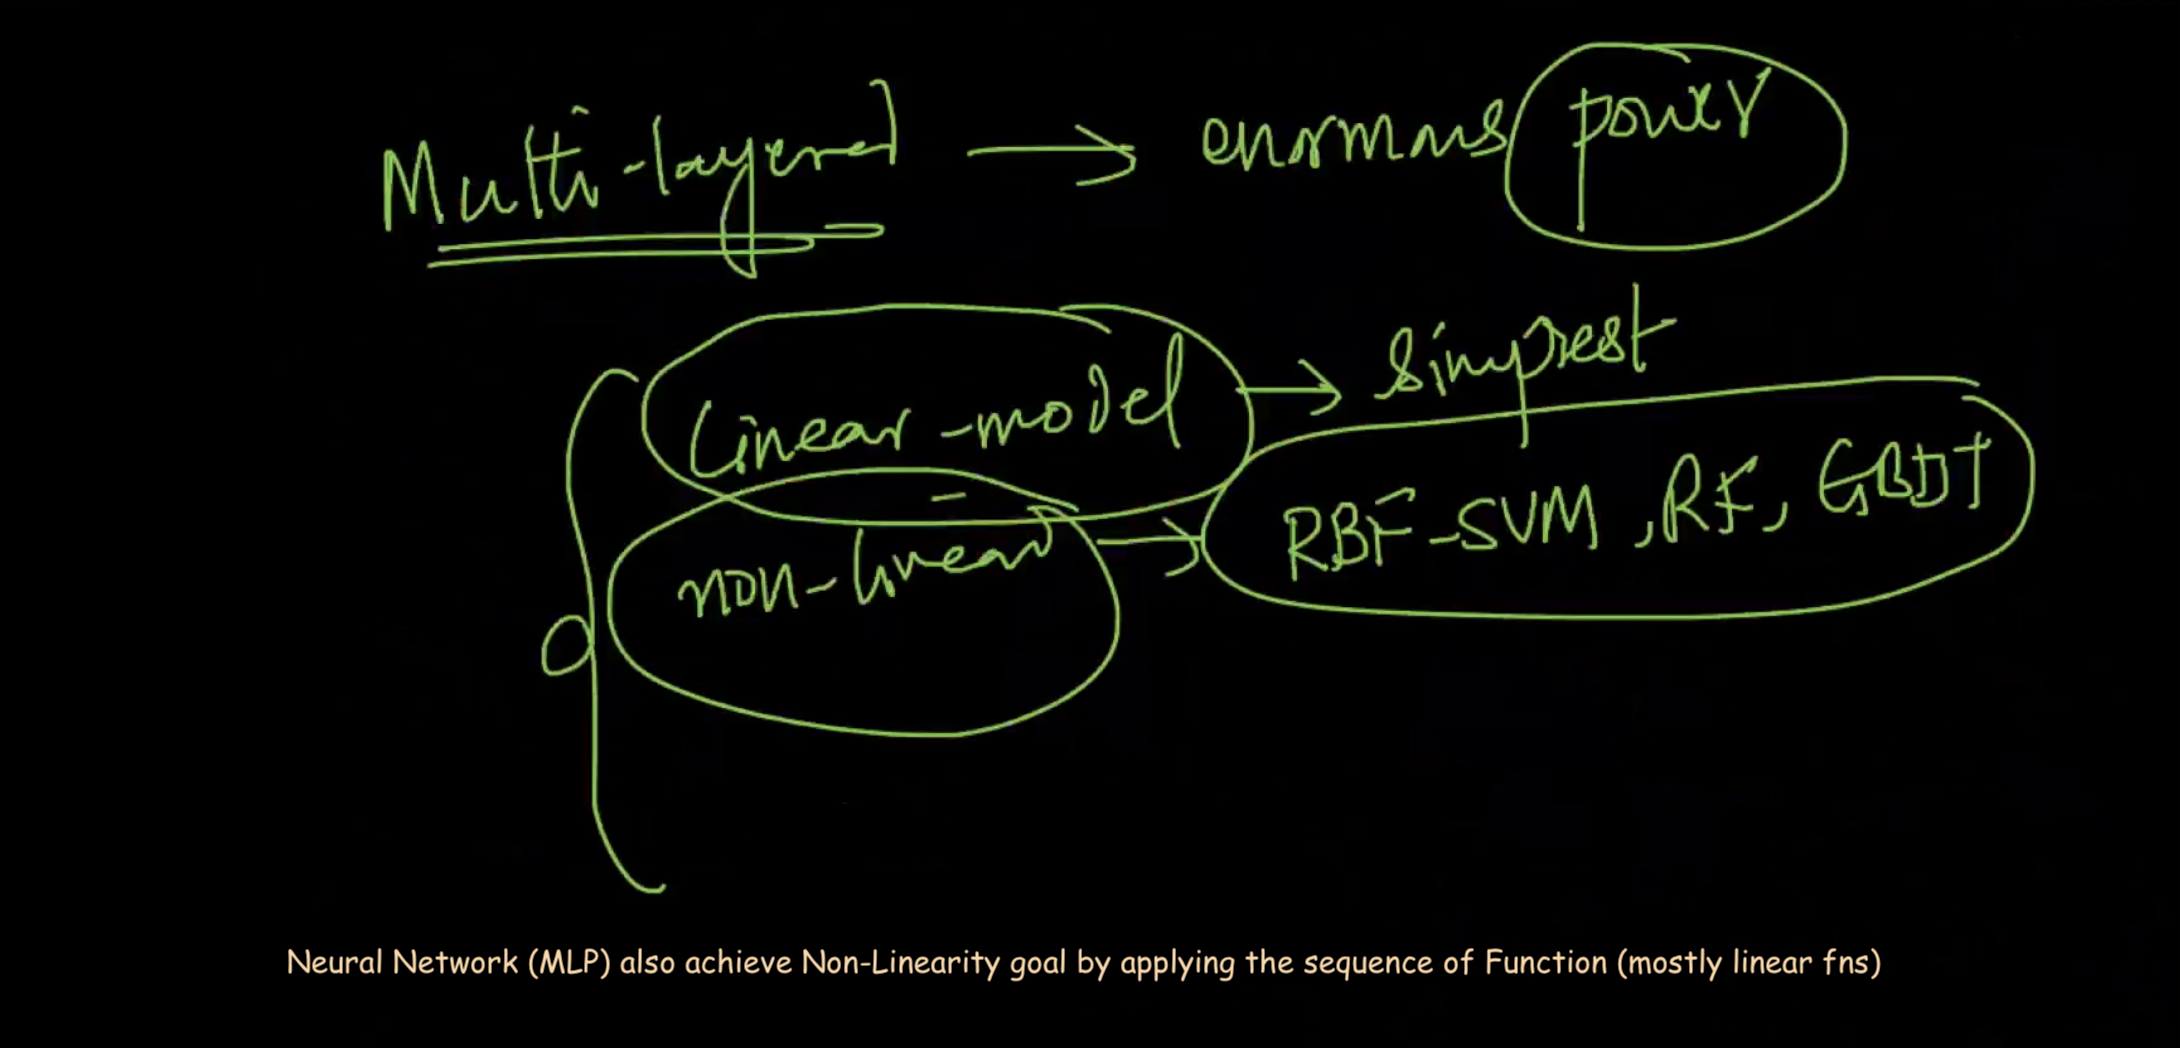 Multi-layered → enormous power
Linear-model → simplest
non-linear → RBF-SVM, RF, GBDT
Neural Network (MLP) also achieve Non-Linearity goal by applying the sequence of Function (mostly linear fns)